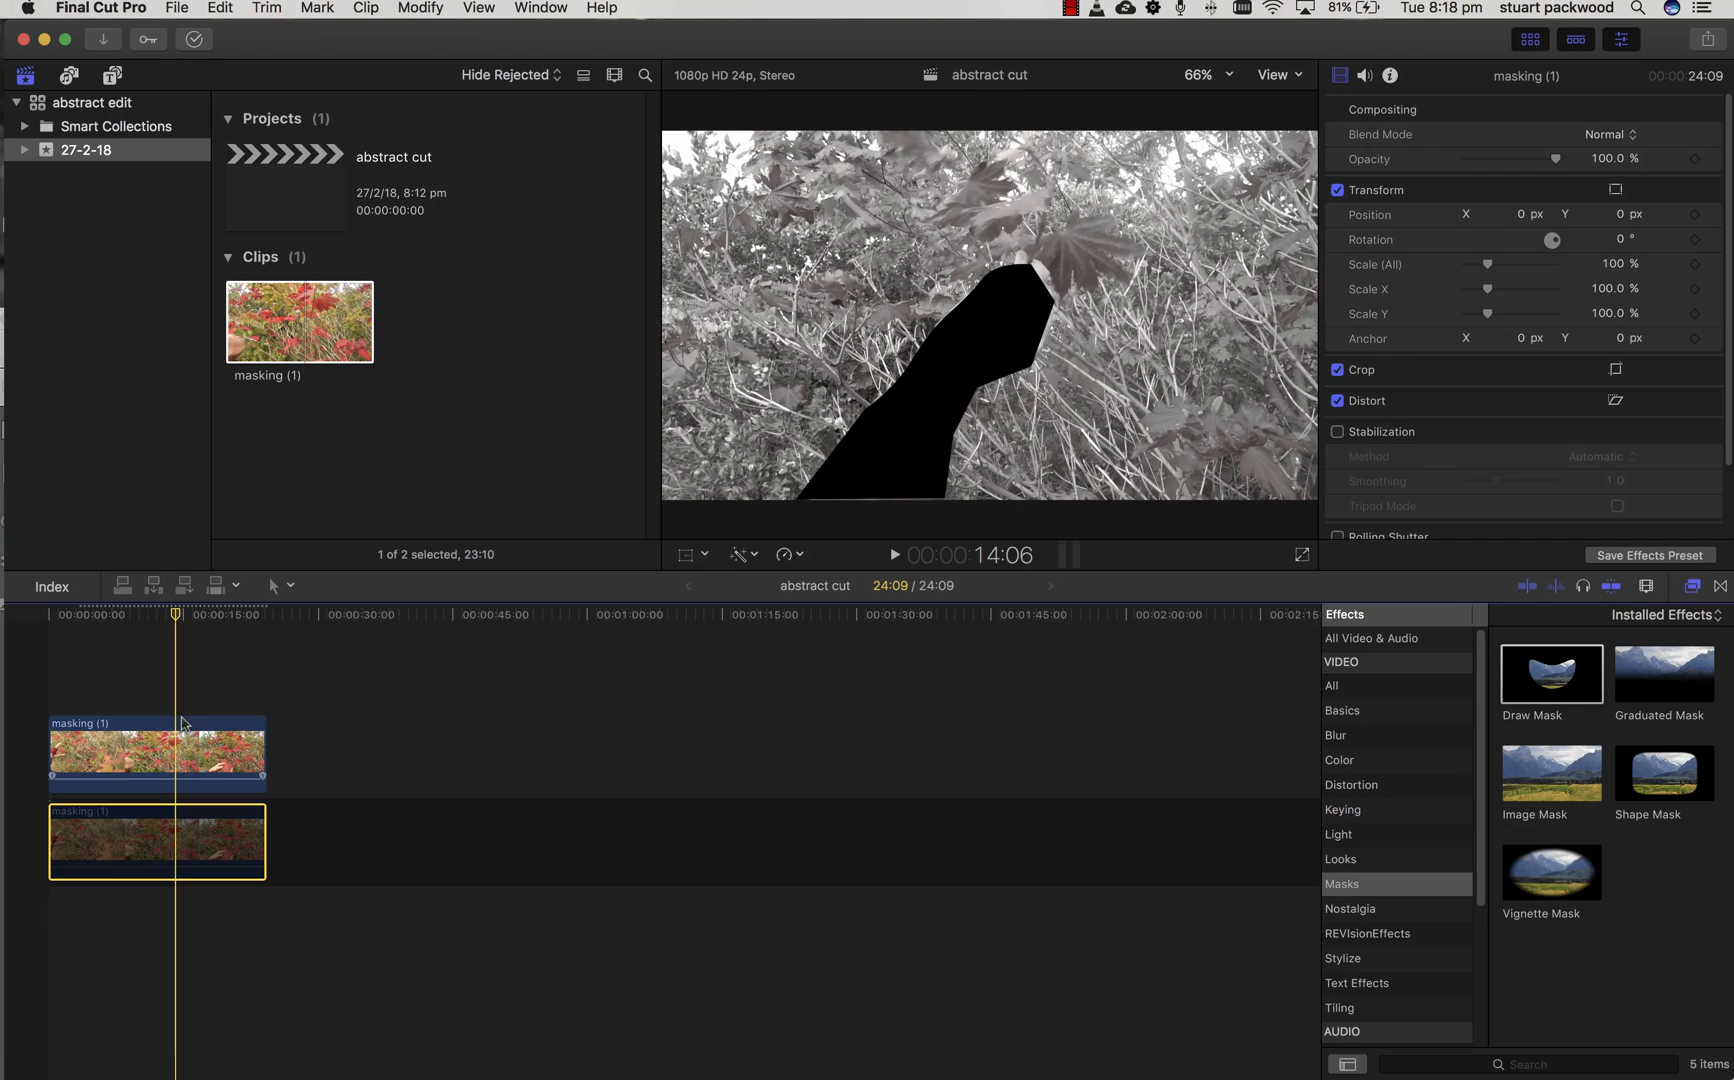 Final Cut Pro File Edit Trim Mark Clip Modify View Window Help 81% Tue 8:18 pm stuart packwood
Hide Rejected 1080p HD 24p, Stereo abstract cut 66% View masking (1) 00:00:24:09
abstract edit
Smart Collections
27-2-18
Projects (1)
abstract cut
27/2/18, 8:12 pm
00:00:00:00
Clips (1)
masking (1)
1 of 2 selected, 23:10
00:00:14:06
Compositing
Blend Mode Normal
Opacity 100.0 %
Transform
Position X 0 px Y 0 px
Rotation 0 °
Scale (All) 100 %
Scale X 100.0 %
Scale Y 100.0 %
Anchor X 0 px Y 0 px
Crop
Distort
Stabilization
Method Automatic
Smoothing 1.0
Tripod Mode
Rolling Shutter
Save Effects Preset
Index abstract cut 24:09 / 24:09
00:00:00:00 00:00:15:00 00:00:30:00 00:00:45:00 00:01:00:00 00:01:15:00 00:01:30:00 00:01:45:00 00:02:00:00 00:02:15
masking (1)
masking (1)
Effects Installed Effects
All Video & Audio
VIDEO
All
Basics
Blur
Color
Distortion
Keying
Light
Looks
Masks
Nostalgia
REVisionEffects
Stylize
Text Effects
Tiling
AUDIO
Draw Mask Graduated Mask
Image Mask Shape Mask
Vignette Mask
Search 5 items